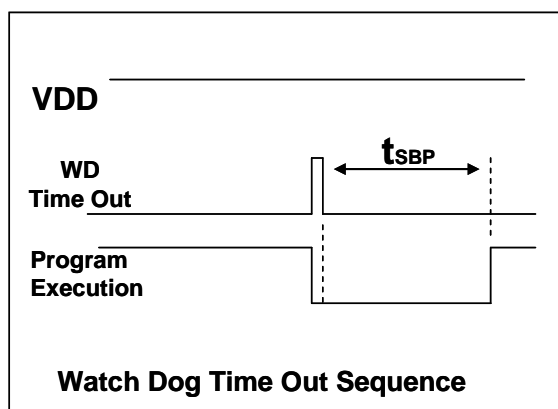 VDD
tSBP
WD
Time Out
Program
Execution
Watch Dog Time Out Sequence